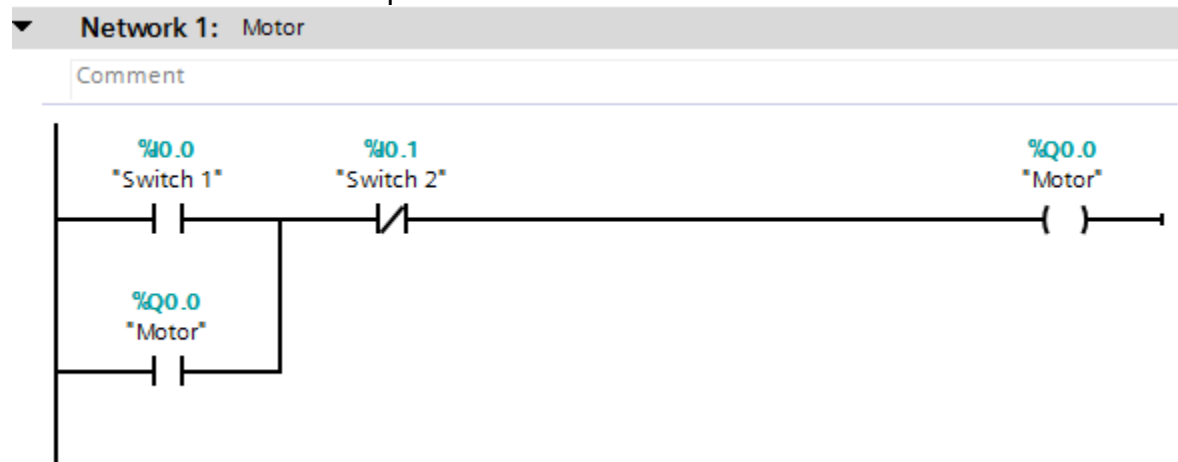 Network 1: Motor
Comment
%I0.0
"Switch 1"
%I0.1
"Switch 2"
%Q0.0
"Motor"
%Q0.0
"Motor"